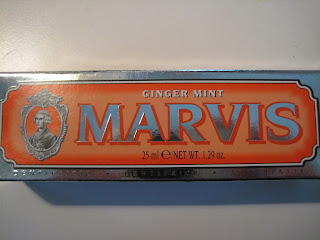 GINGER MINT
MARVIS
25 ml ℮ NET WT. 1.29 oz.